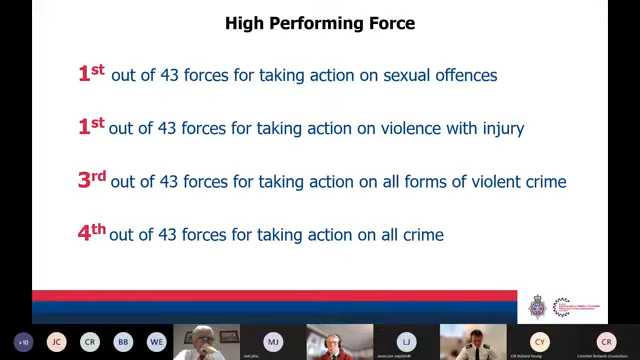 High Performing Force
1st out of 43 forces for taking action on sexual offences
1st out of 43 forces for taking action on violence with injury
3rd out of 43 forces for taking action on all forms of violent crime
4th out of 43 forces for taking action on all crime
+10
JC
CR
BB
WE
MJ
LJ
CY
CR